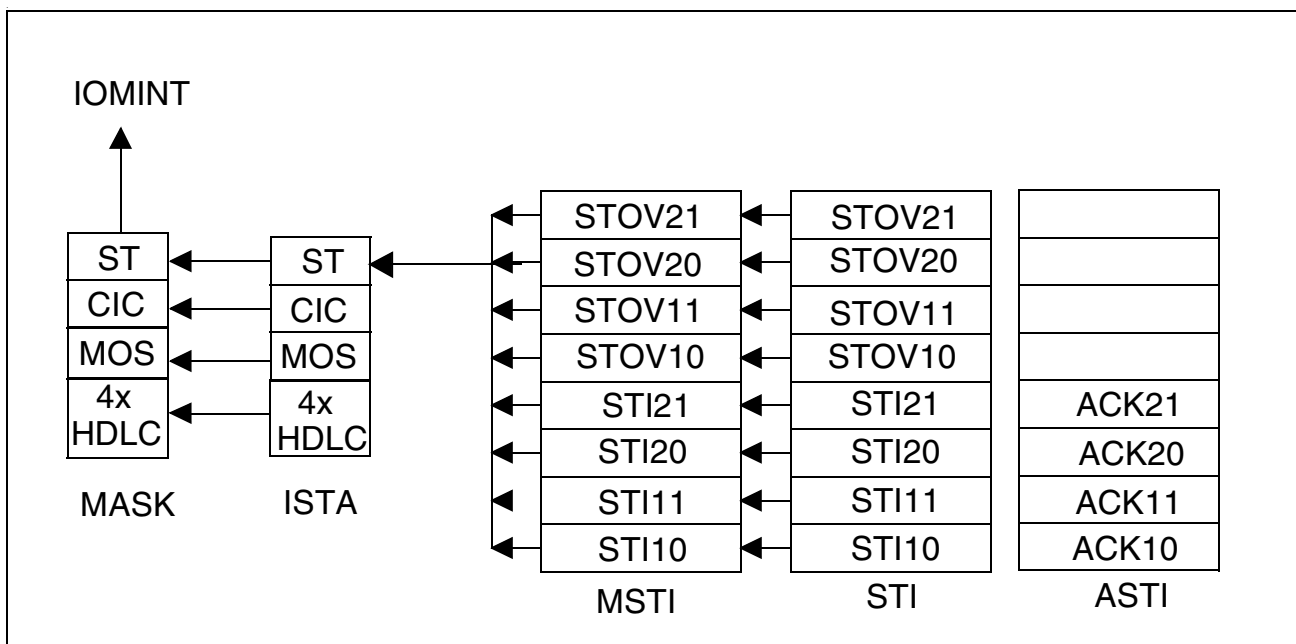 IOMINT
ST
CIC
MOS
4x
HDLC
MASK
ST
CIC
MOS
4x
HDLC
ISTA
STOV21
STOV20
STOV11
STOV10
STI21
STI20
STI11
STI10
MSTI
STOV21
STOV20
STOV11
STOV10
STI21
STI20
STI11
STI10
STI
ACK21
ACK20
ACK11
ACK10
ASTI